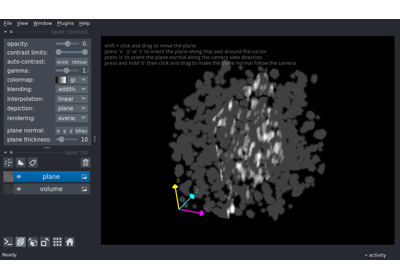 File View Window Plugins Help
layer controls
opacity: 0.
contrast limits:
auto-contrast: once
gamma: 1.
colormap: gr
blending: additi
interpolation: linear
depiction: plane
rendering: averag
plane normal: x y z oblique
plane thickness: 10
layer list
plane
volume
shift + click and drag to move the plane
press 'x', 'y' or 'z' to orient the plane along that axis around the cursor
press 'o' to orient the plane normal along the camera view direction
press and hold 'o' then click and drag to make the plane normal follow the camera
Ready
activity